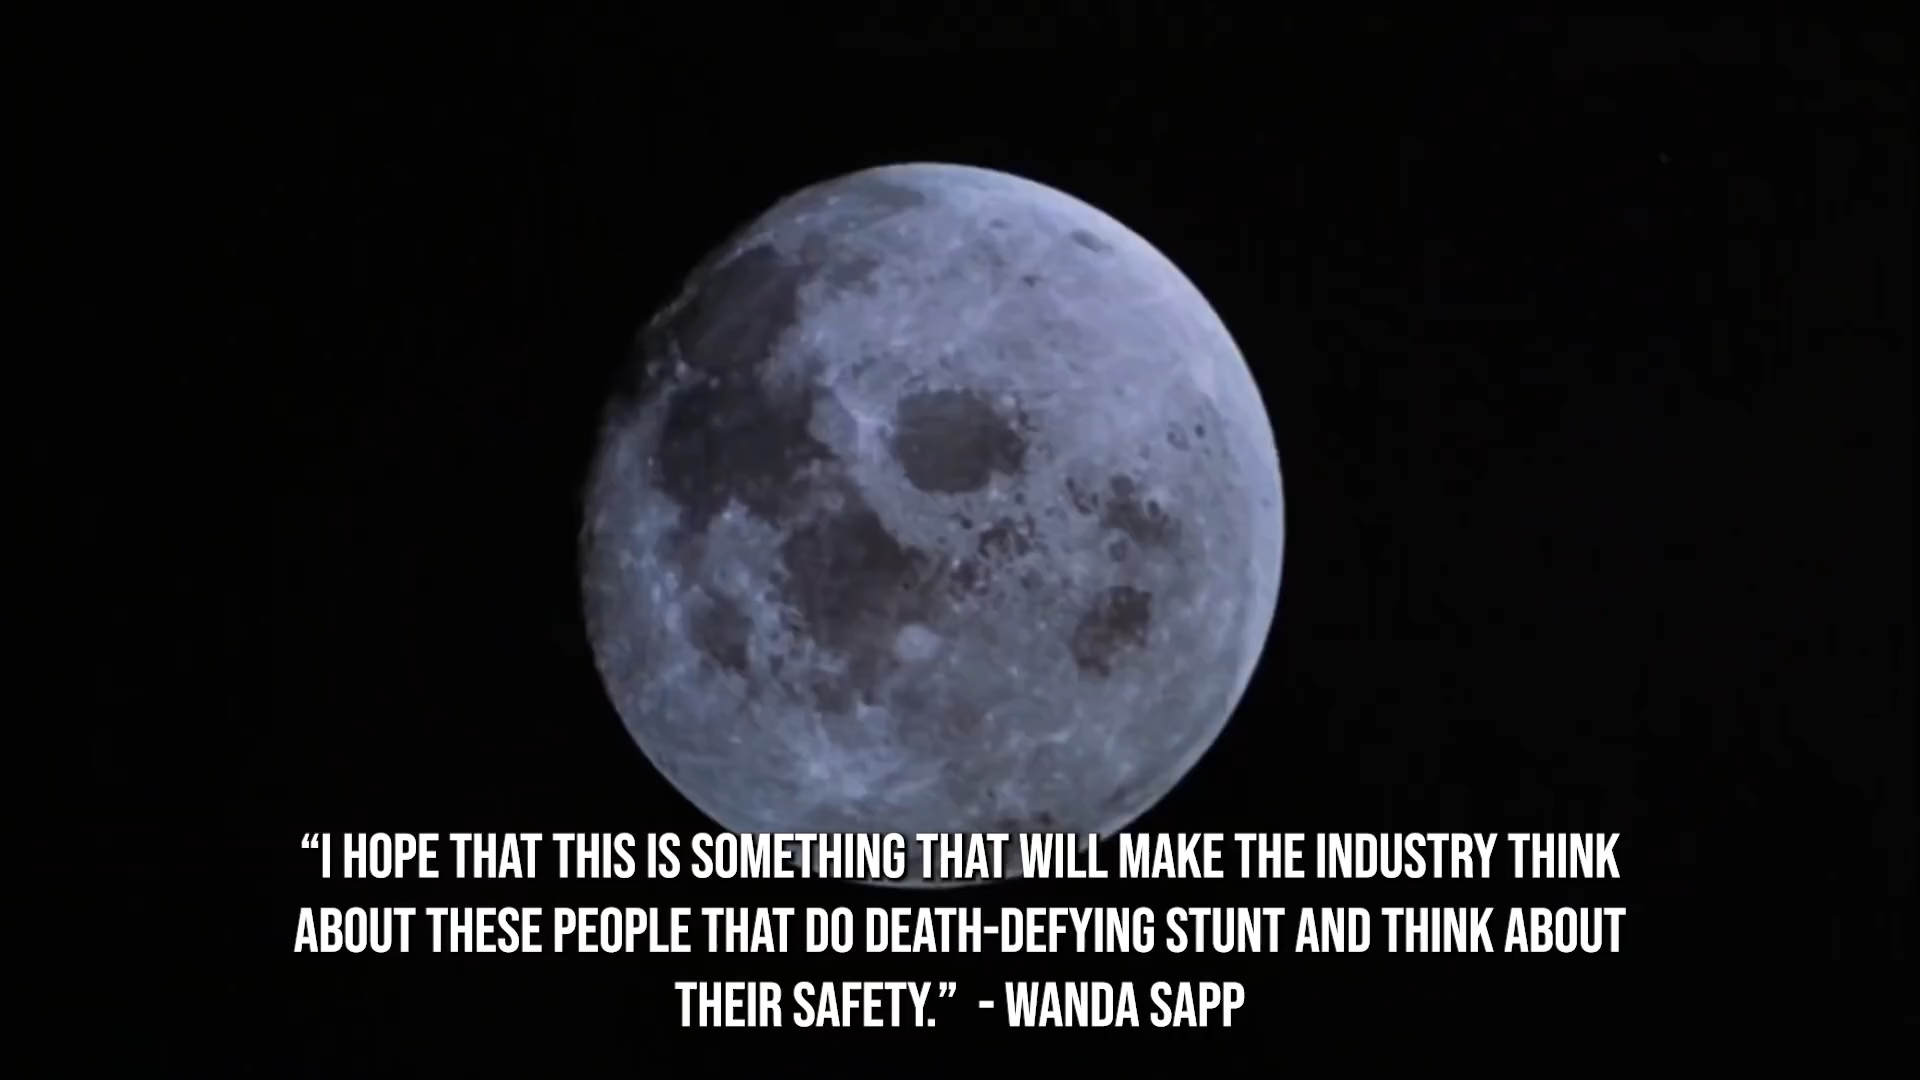 “I HOPE THAT THIS IS SOMETHING THAT WILL MAKE THE INDUSTRY THINK
ABOUT THESE PEOPLE THAT DO DEATH-DEFYING STUNT AND THINK ABOUT
THEIR SAFETY.” - WANDA SAPP